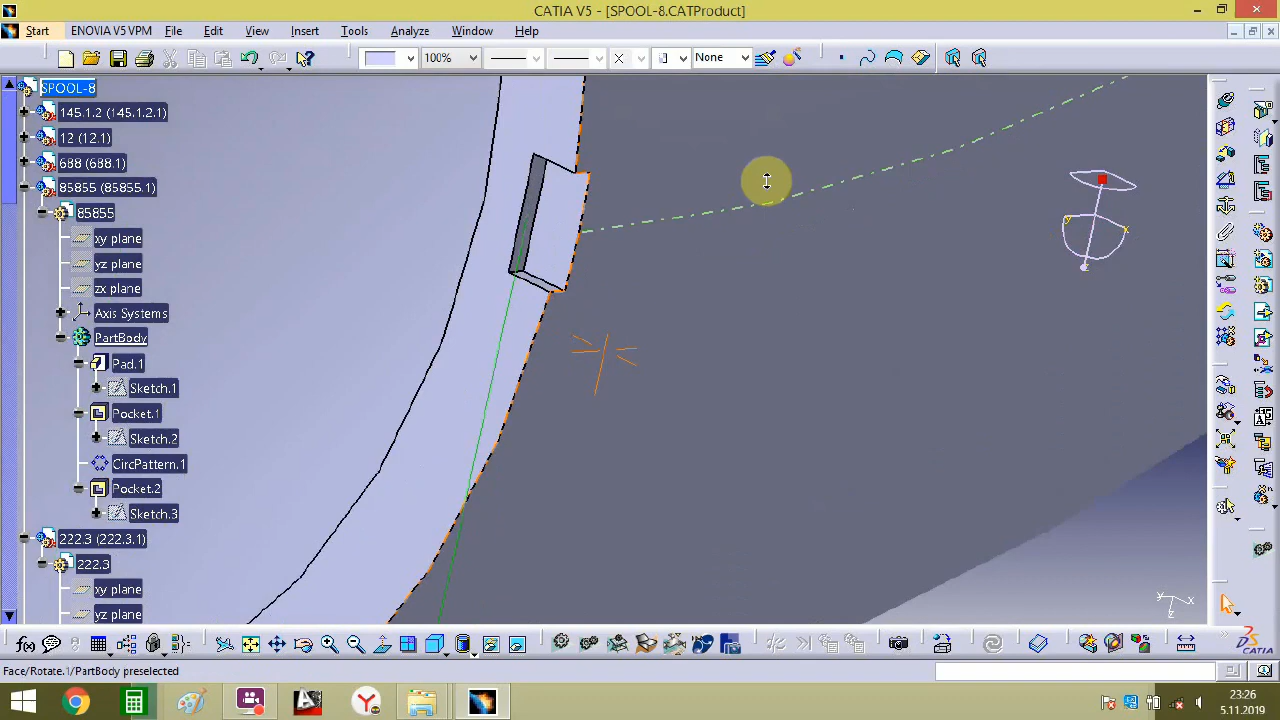 CATIA V5 - [SPOOL-8.CATProduct]
Start ENOVIA V5 VPM File Edit View Insert Tools Analyze Window Help
100% None
SPOOL-8
145.1.2 (145.1.2.1)
12 (12.1)
688 (688.1)
85855 (85855.1)
85855
xy plane
yz plane
zx plane
Axis Systems
PartBody
Pad.1
Sketch.1
Pocket.1
Sketch.2
CircPattern.1
Pocket.2
Sketch.3
222.3 (222.3.1)
222.3
xy plane
yz plane
y
x
z
y
x
z
f(x)
CATIA
Face/Rotate.1/PartBody preselected
23:26
5.11.2019